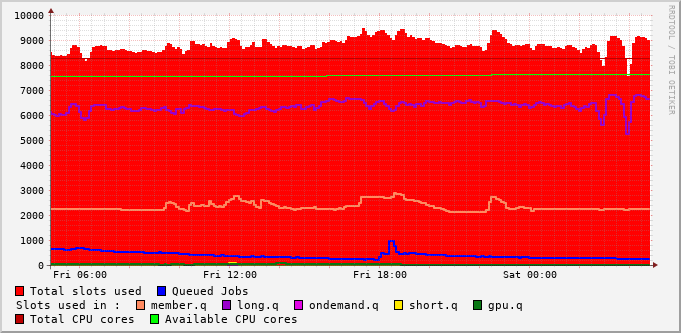 10000
9000
8000
7000
6000
5000
4000
3000
2000
1000
0
Fri 06:00 Fri 12:00 Fri 18:00 Sat 00:00
Total slots used Queued Jobs
Slots used in : member.q long.q ondemand.q short.q gpu.q
Total CPU cores Available CPU cores
RRDTOOL / TOBI OETIKER